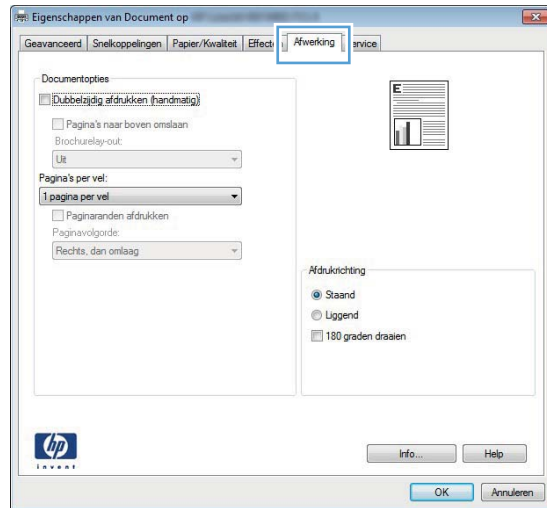 Eigenschappen van Document op
Geavanceerd Snelkoppelingen Papier/Kwaliteit Afwerking
Documentopties
Dubbelzijdig afdrukken (handmatig)
Pagina's naar boven omslaan
Brochurelay-out:
Uit
Pagina's per vel:
1 pagina per vel
Paginaranden afdrukken
Paginavolgorde:
Rechts, dan omlaag
E
Afdrukrichting
Staand
Liggend
180 graden draaien
hp
invent
Info... Help
OK Annuleren